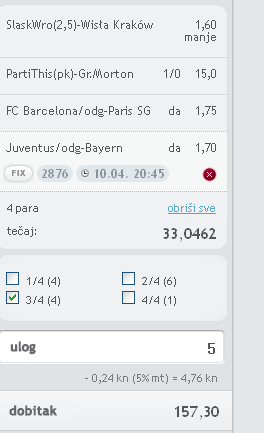 SlaskWro(2,5)-Wisła Kraków 1,60
manje
PartiThis(pk)-Gr.Morton 1/0 15,0
FC Barcelona/odg-Paris SG da 1,75
Juventus/odg-Bayern da 1,70
FIX 2876 10.04. 20:45
4 para obriši sve
tečaj: 33,0462
1/4 (4) 2/4 (6)
3/4 (4) 4/4 (1)
ulog 5
- 0,24 kn (5% mt) = 4,76 kn
dobitak 157,30